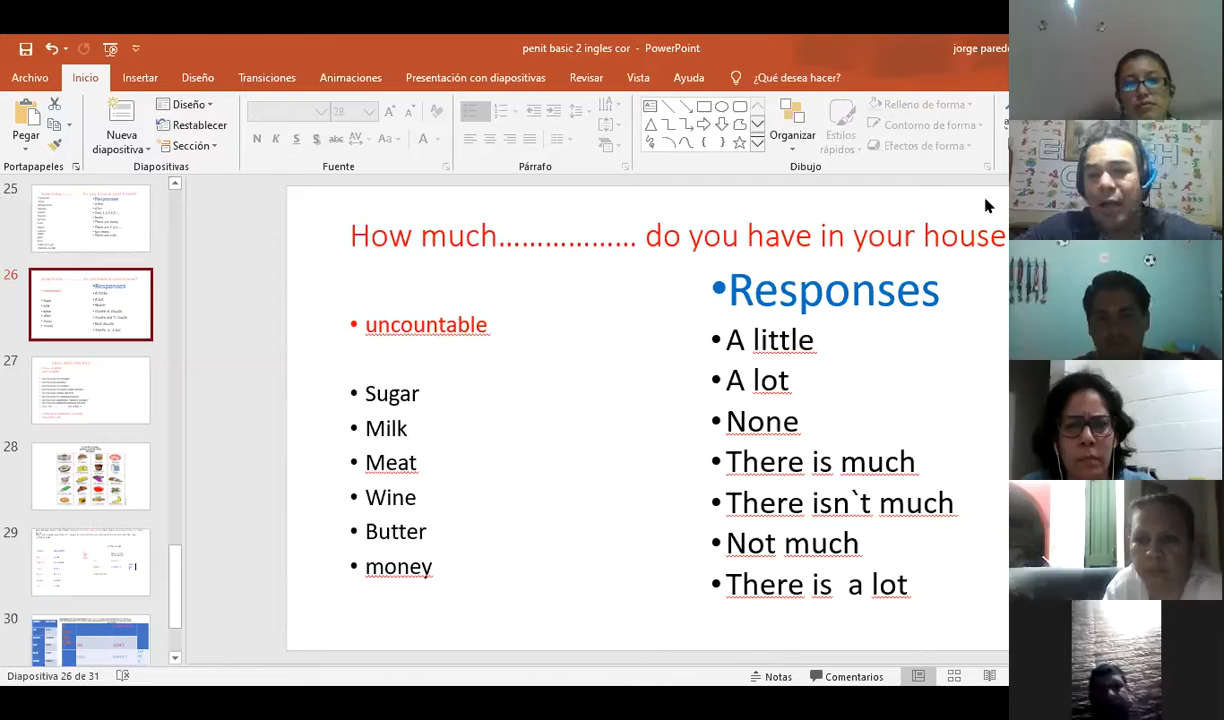 penit basic 2 ingles cor - PowerPoint
jorge pared
Archivo
Inicio
Insertar
Diseño
Transiciones
Animaciones
Presentación con diapositivas
Revisar
Vista
Ayuda
¿Qué desea hacer?
Pegar
Nueva
diapositiva
Diseño
Restablecer
Sección
28
N
K
S
S
abc
AV
Aa
A
Organizar
Estilos
rápidos
Relleno de forma
Contorno de forma
Efectos de forma
Portapapeles
Diapositivas
Fuente
Párrafo
Dibujo
25
26
27
28
29
30
How much……………… do you have in your house
•Responses
• uncountable
• A little
• A lot
• Sugar
• None
• Milk
• There is much
• Meat
• There isn`t much
• Wine
• Not much
• Butter
• There is  a lot
• money
Diapositiva 26 de 31
Notas
Comentarios